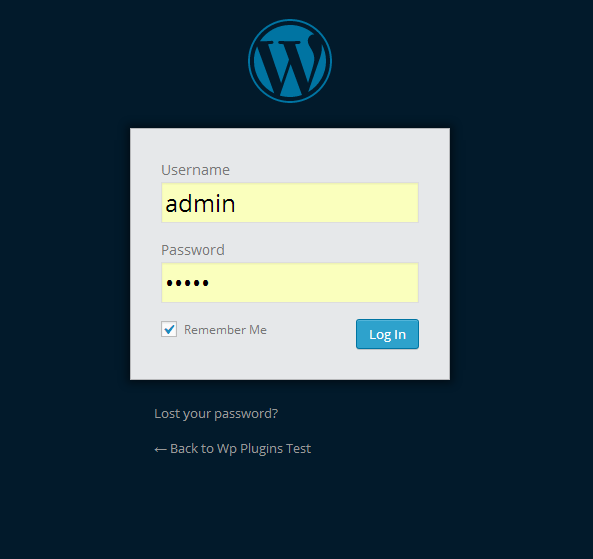 Username
admin
Password
•••••
Remember Me
Log In
Lost your password?
← Back to Wp Plugins Test